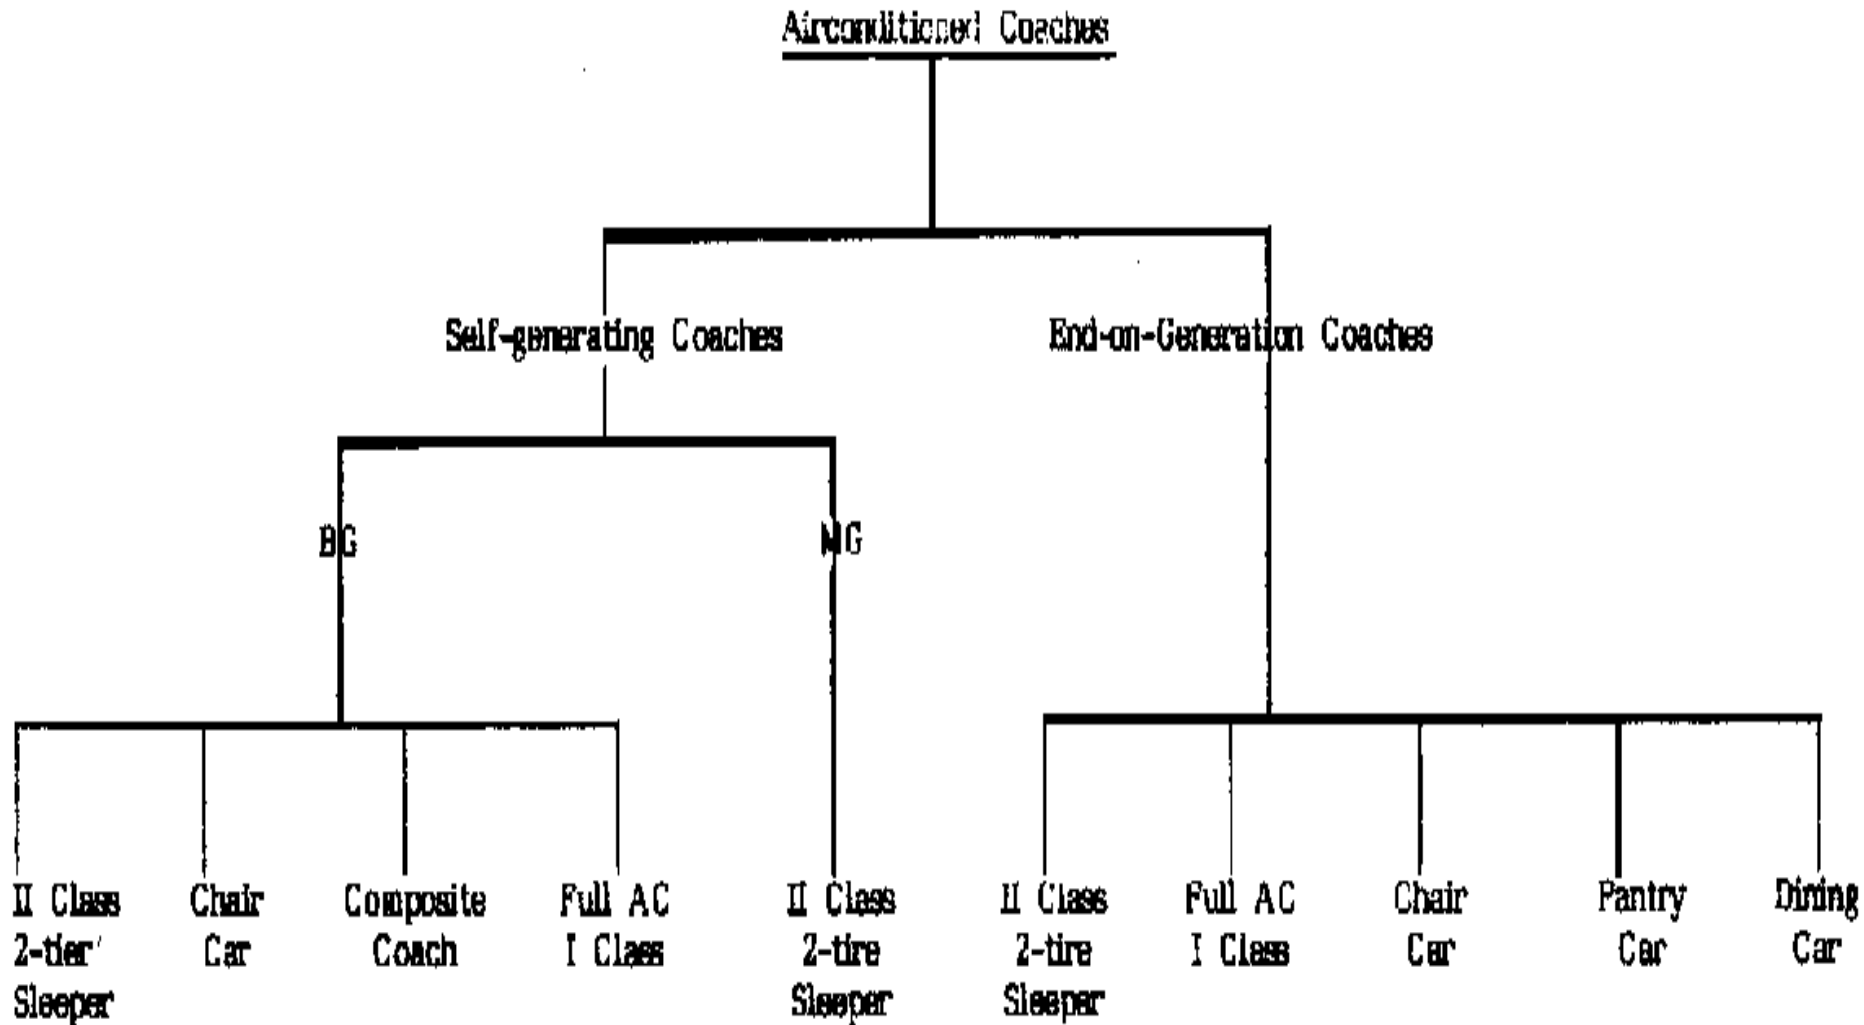 Airconditioned Coaches
Self-generating Coaches
End-on-Generation Coaches
BG
MG
II Class
2-tier
Sleeper
Chair
Car
Composite
Coach
Full AC
I Class
II Class
2-tire
Sleeper
II Class
2-tire
Sleeper
Full AC
I Class
Chair
Car
Pantry
Car
Dining
Car